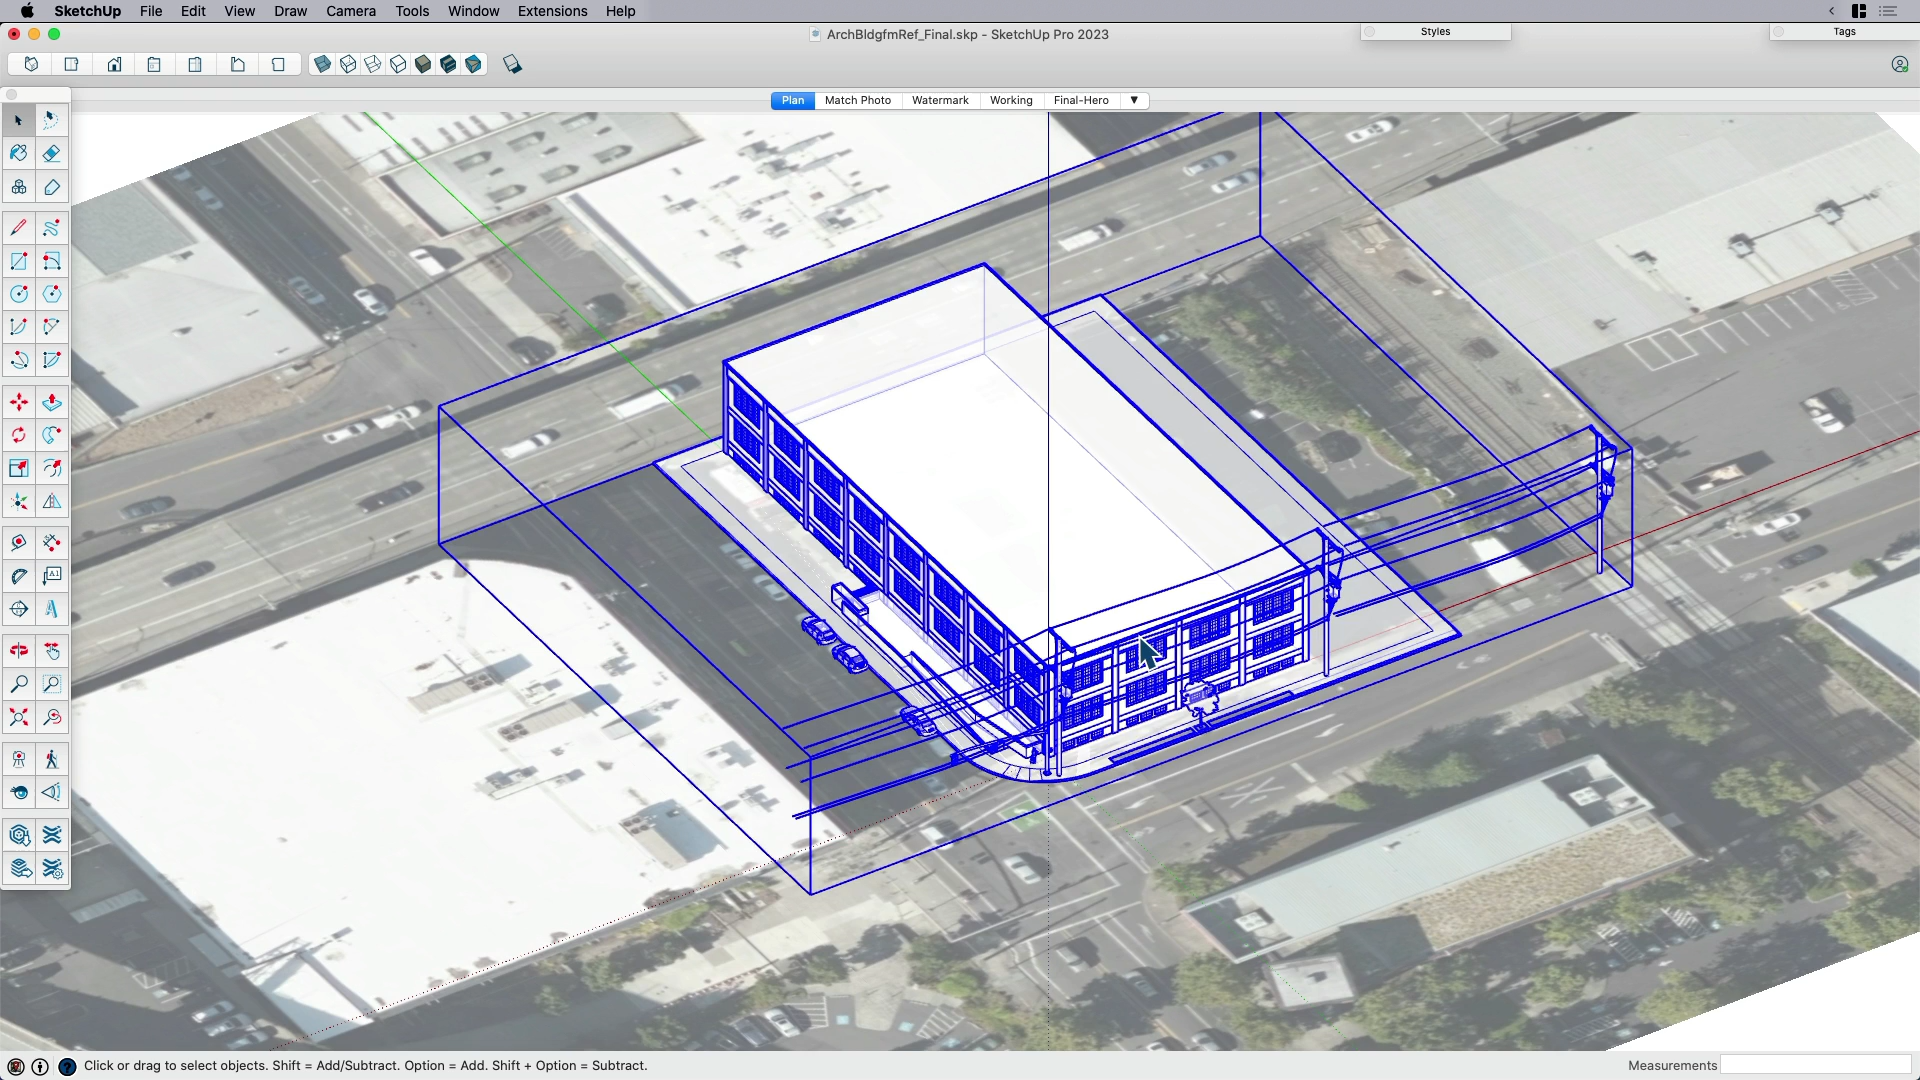 SketchUp File Edit View Draw Camera Tools Window Extensions Help
ArchBldgfmRef_Final.skp - SketchUp Pro 2023
Styles
Tags
Plan Match Photo Watermark Working Final-Hero
Click or drag to select objects. Shift = Add/Subtract. Option = Add. Shift + Option = Subtract.
Measurements